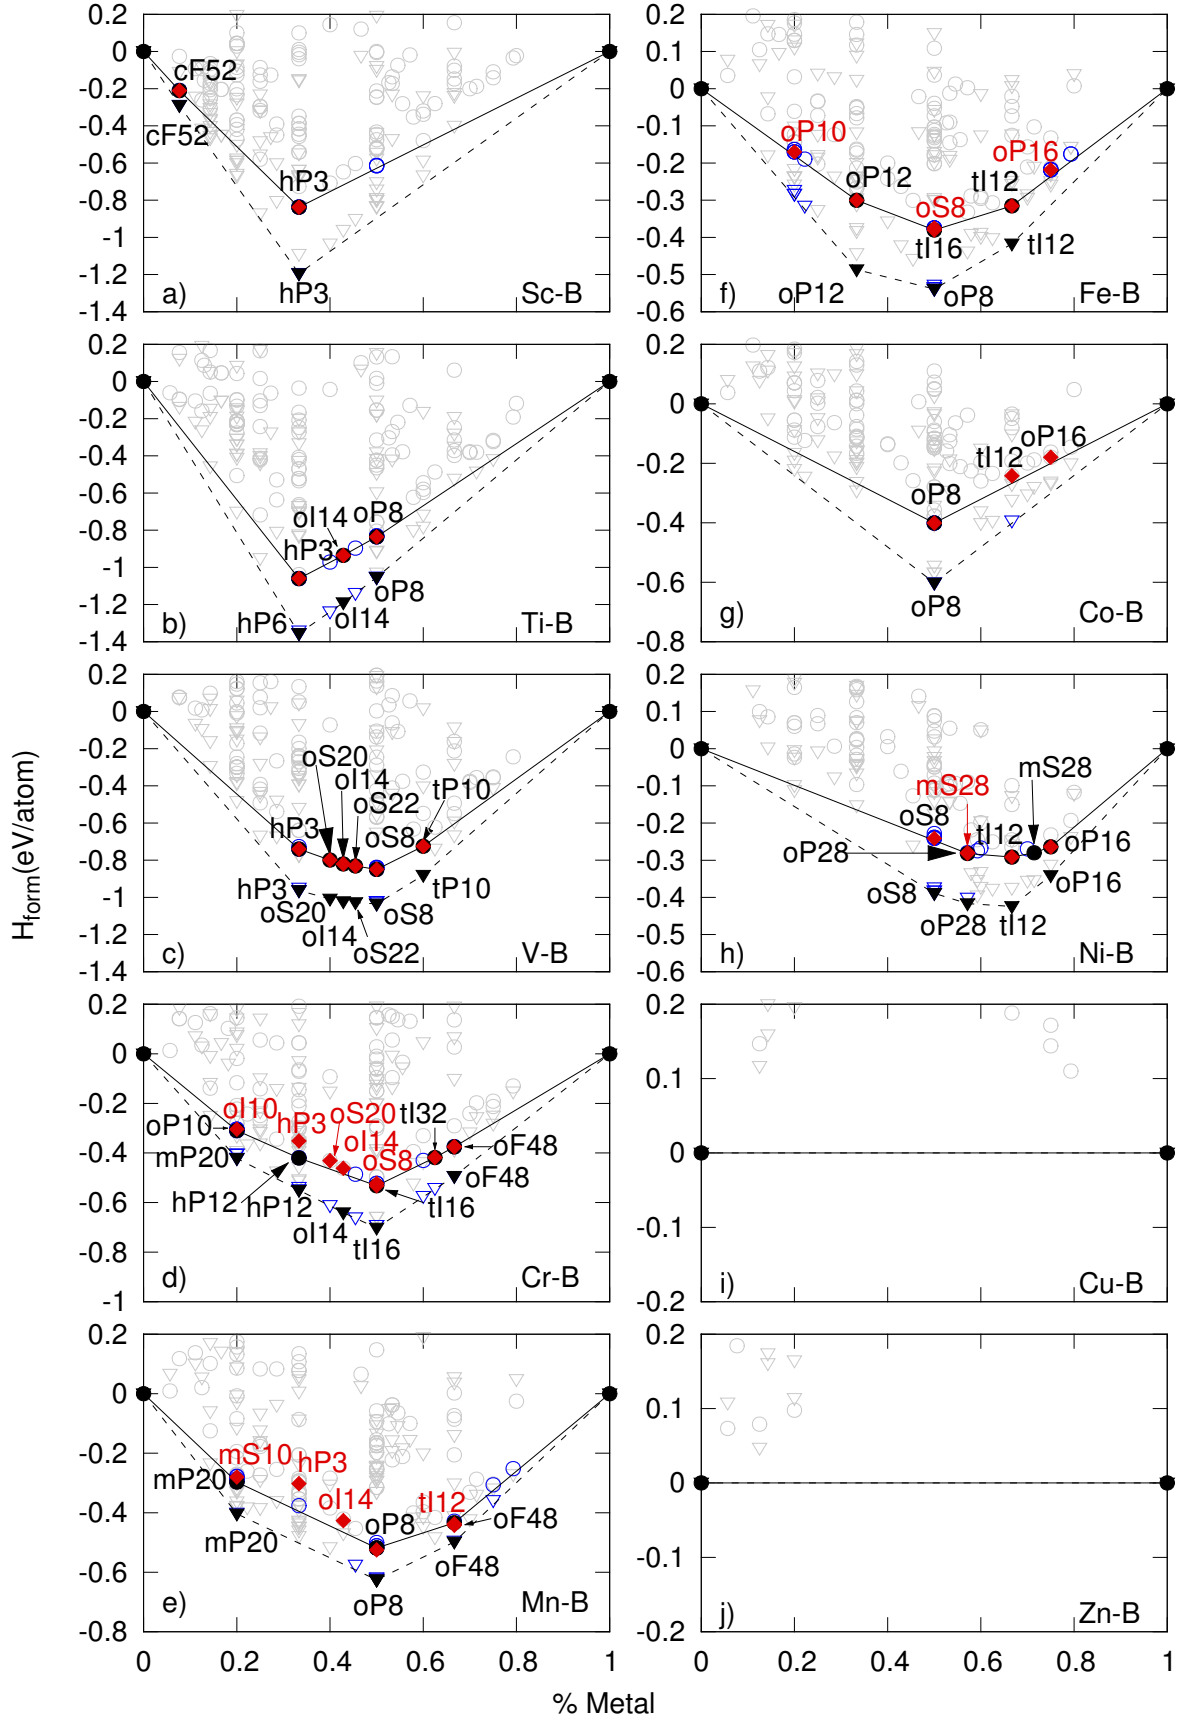 H_form(eV/atom)
0.2
0
-0.2
-0.4
-0.6
-0.8
-1
-1.2
-1.4
cF52
cF52
hP3
hP3
a)
Sc-B
0.2
0
-0.2
-0.4
-0.6
-0.8
-1
-1.2
-1.4
oI14
oP8
hP3
oP8
hP6
oI14
b)
Ti-B
0.2
0
-0.2
-0.4
-0.6
-0.8
-1
-1.2
-1.4
oS20
oI14
oS22
tP10
hP3
oS8
hP3
oS20
oI14
oS22
oS8
tP10
c)
V-B
0.2
0
-0.2
-0.4
-0.6
-0.8
-1
oI10
oP10
hP3
oS20
tI32
oI14
oS8
oF48
mP20
hP12
hP12
oI14
tI16
tI16
oF48
d)
Cr-B
0.2
0
-0.2
-0.4
-0.6
-0.8
mS10
hP3
mP20
oI14
tI12
oP8
oF48
mP20
oF48
oP8
e)
Mn-B
0
0.2
0.4
0.6
0.8
1
0.2
0.1
0
-0.1
-0.2
-0.3
-0.4
-0.5
-0.6
oP10
oP16
oP12
tI12
oS8
tI16
tI12
oP12
oP8
f)
Fe-B
0.2
0
-0.2
-0.4
-0.6
-0.8
oP16
tI12
oP8
oP8
g)
Co-B
0.2
0.1
0
-0.1
-0.2
-0.3
-0.4
-0.5
-0.6
mS28
mS28
oS8
tI12
oP28
oP16
oS8
oP16
oP28
tI12
h)
Ni-B
0.2
0.1
0
-0.1
-0.2
i)
Cu-B
0.2
0.1
0
-0.1
-0.2
j)
Zn-B
0
0.2
0.4
0.6
0.8
1
% Metal